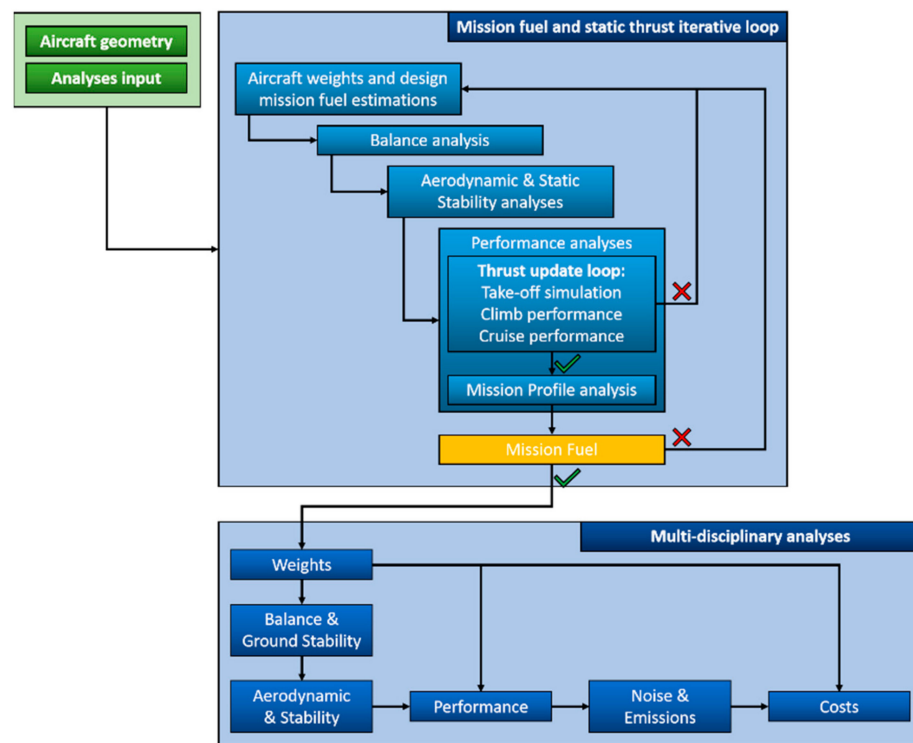 Aircraft geometry
Analyses input
Mission fuel and static thrust iterative loop
Aircraft weights and design
mission fuel estimations
Balance analysis
Aerodynamic & Static
Stability analyses
Performance analyses
Thrust update loop:
Take-off simulation
Climb performance
Cruise performance
Mission Profile analysis
Mission Fuel
Multi-disciplinary analyses
Weights
Balance &
Ground Stability
Aerodynamic
& Stability
Performance
Noise &
Emissions
Costs